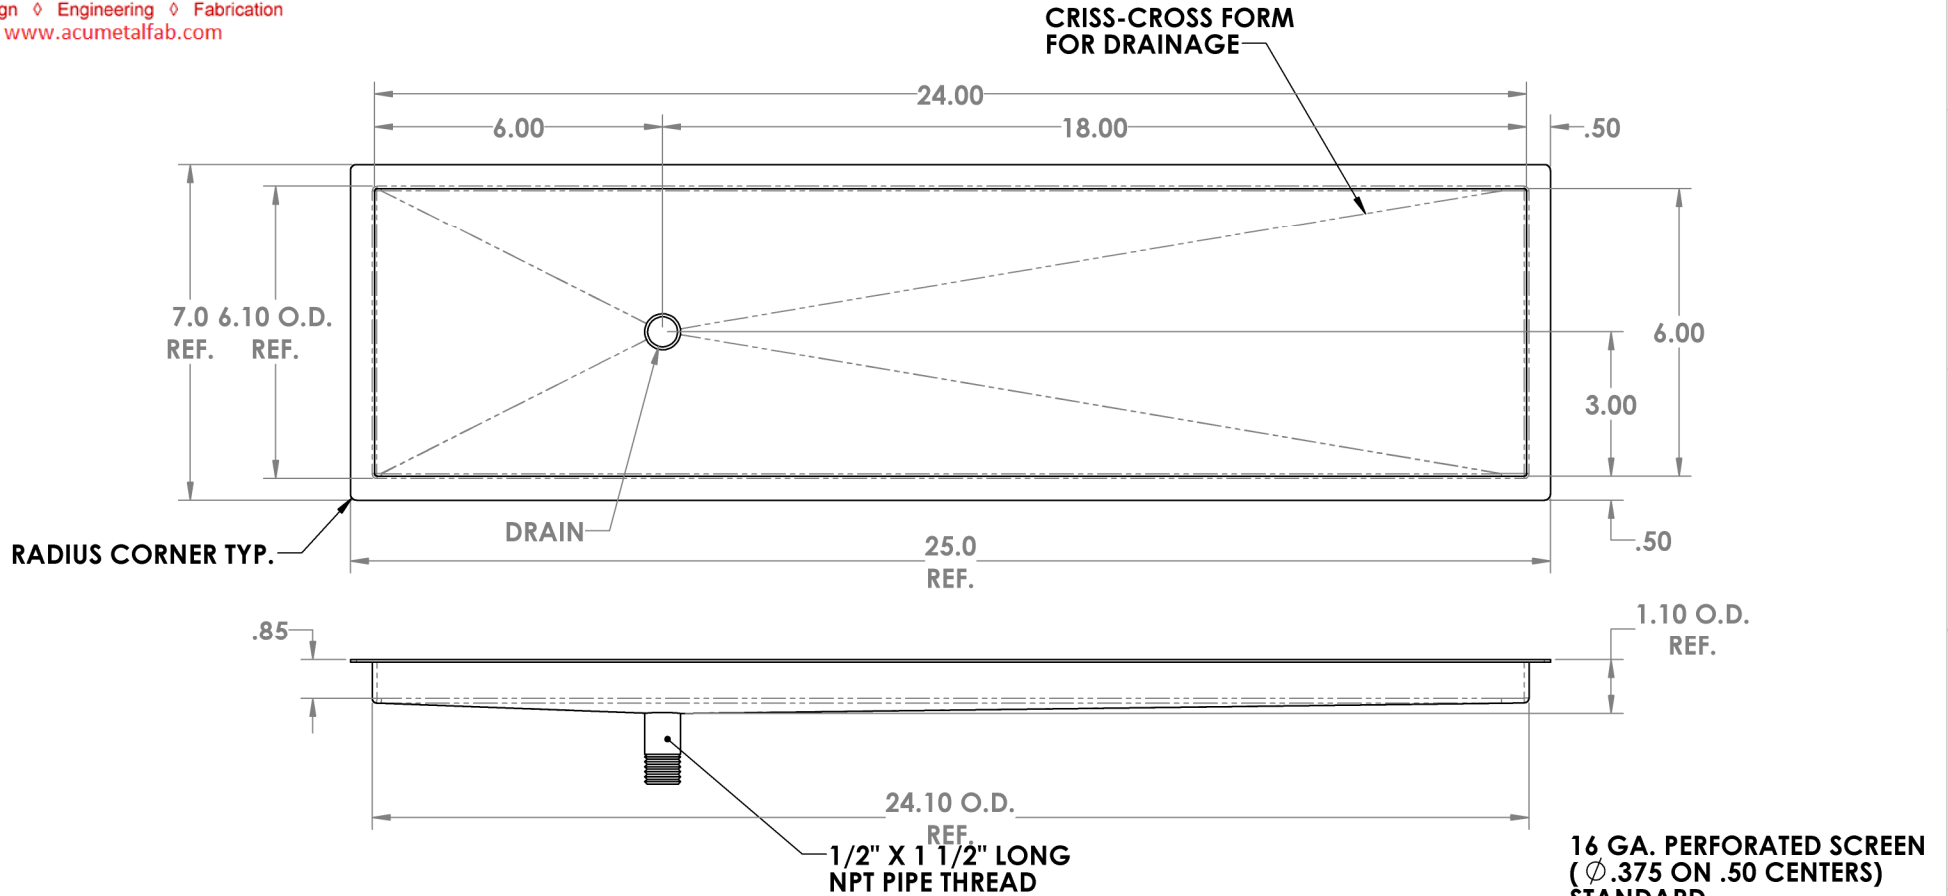 Engineering ◊ Fabrication
www.acumetalfab.com
CRISS-CROSS FORM
FOR DRAINAGE
24.00
6.00
18.00
.50
7.0
REF.
6.10 O.D.
REF.
6.00
3.00
DRAIN
.50
RADIUS CORNER TYP.
25.0
REF.
.85
1.10 O.D.
REF.
24.10 O.D.
REF.
1/2" X 1 1/2" LONG
NPT PIPE THREAD
16 GA. PERFORATED SCREEN
( ∅.375 ON .50 CENTERS)
STANDARD